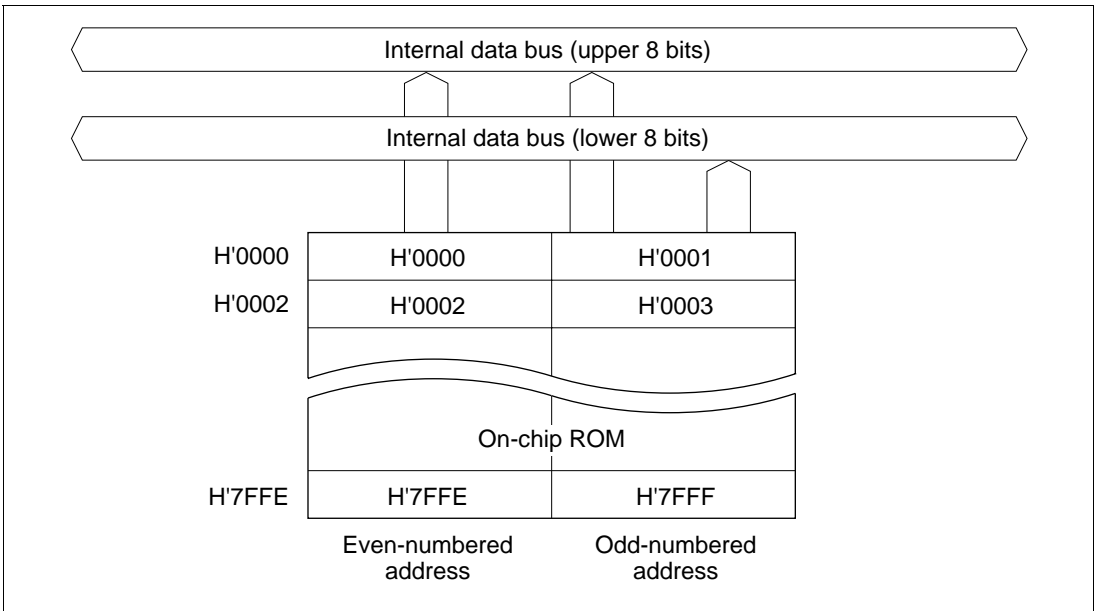 Internal data bus (upper 8 bits)
Internal data bus (lower 8 bits)
H'0000 H'0000 H'0001
H'0002 H'0002 H'0003
On-chip ROM
H'7FFE H'7FFE H'7FFF
Even-numbered address
Odd-numbered address